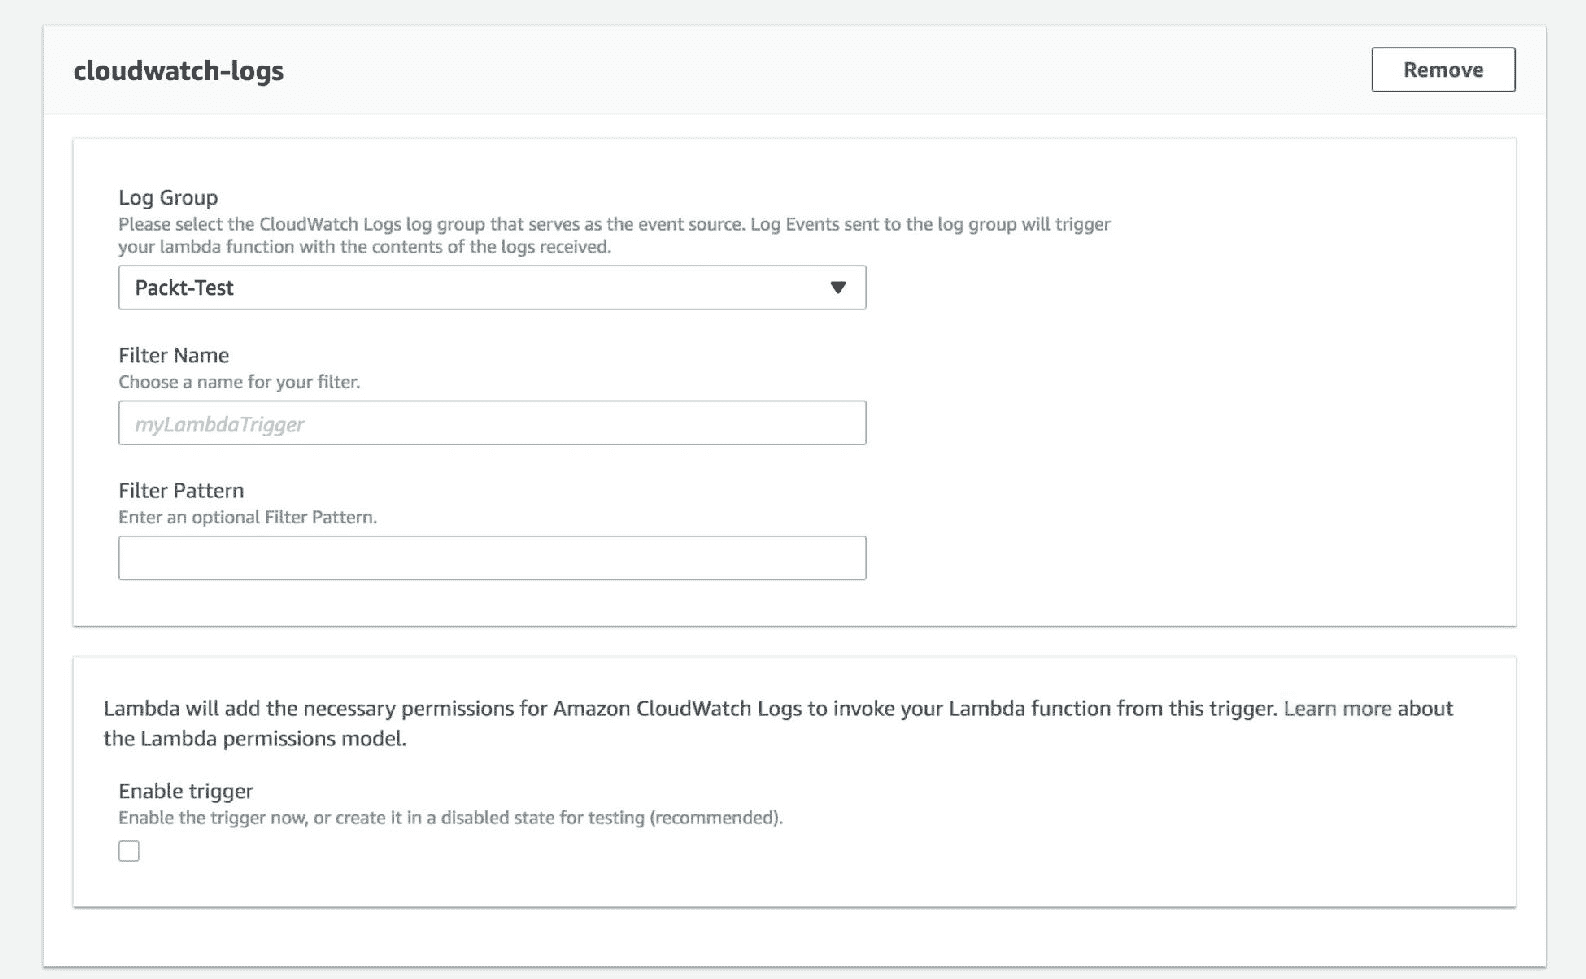 cloudwatch-logs
Remove
Log Group
Please select the CloudWatch Logs log group that serves as the event source. Log Events sent to the log group will trigger
your lambda function with the contents of the logs received.
Packt-Test
Filter Name
Choose a name for your filter.
myLambdaTrigger
Filter Pattern
Enter an optional Filter Pattern.
Lambda will add the necessary permissions for Amazon CloudWatch Logs to invoke your Lambda function from this trigger. Learn more about
the Lambda permissions model.
Enable trigger
Enable the trigger now, or create it in a disabled state for testing (recommended).